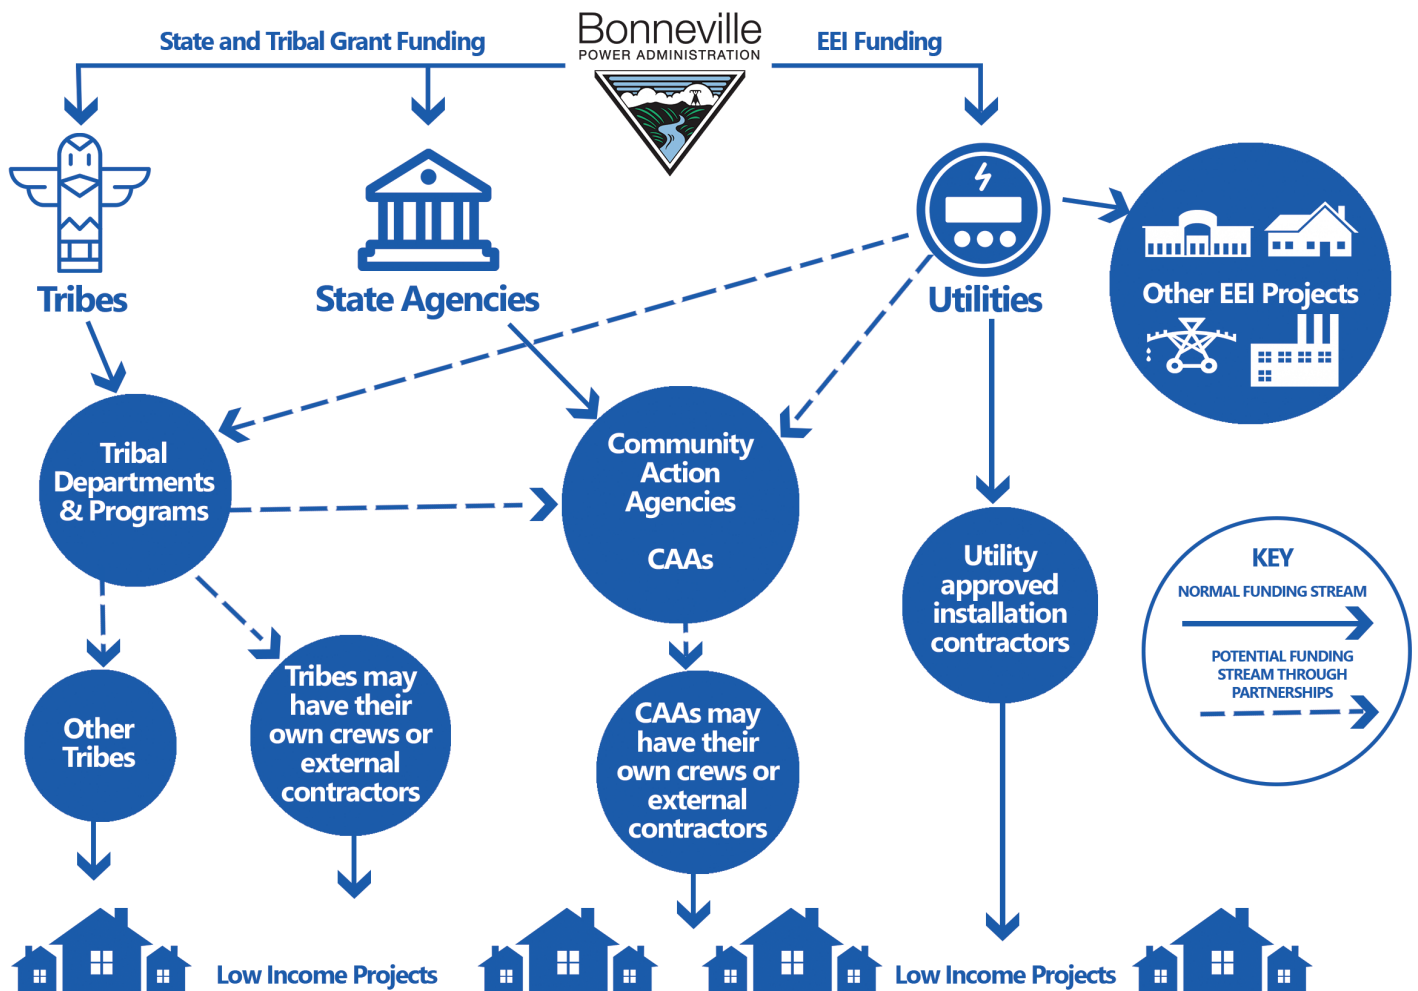 Bonneville
POWER ADMINISTRATION
State and Tribal Grant Funding
EEI Funding
Tribes
State Agencies
Utilities
Other EEI Projects
Tribal
Departments
& Programs
Community
Action
Agencies
CAAs
Utility
approved
installation
contractors
KEY
NORMAL FUNDING STREAM
POTENTIAL FUNDING
STREAM THROUGH
PARTNERSHIPS
Other
Tribes
Tribes may
have their
own crews or
external
contractors
CAAs may
have their
own crews or
external
contractors
Low Income Projects
Low Income Projects